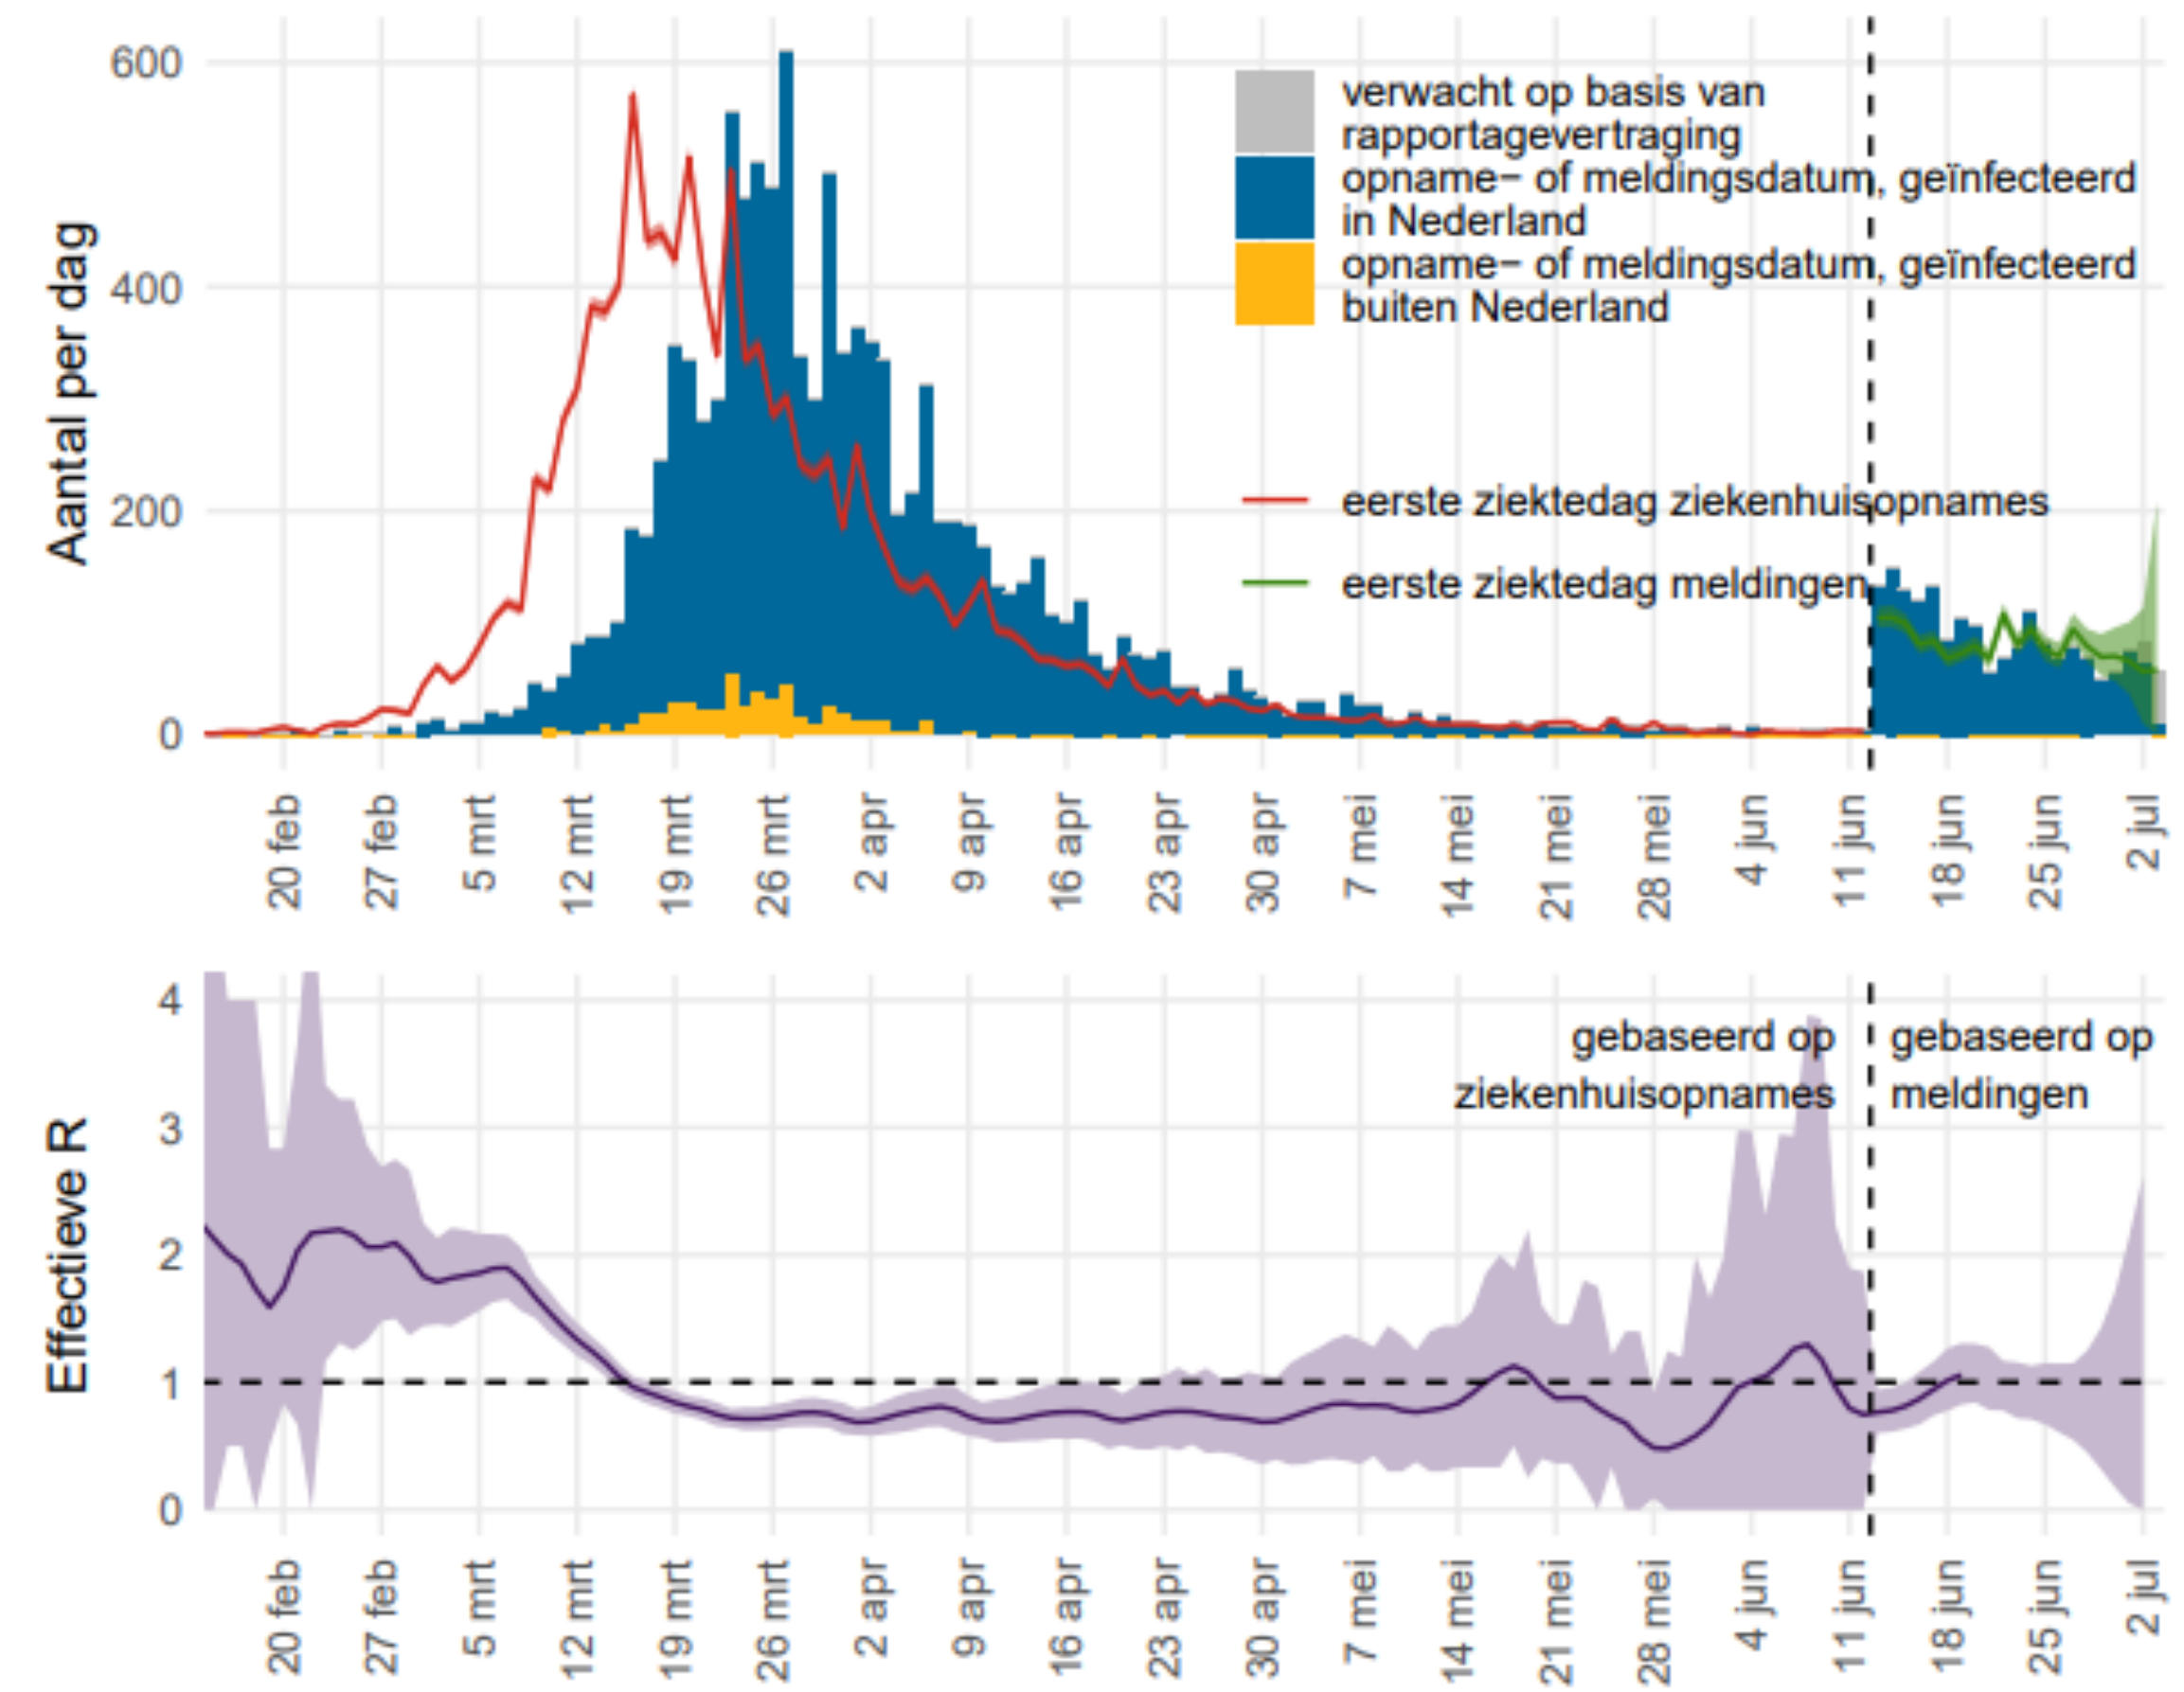 600
400
200
0
Aantal per dag
verwacht op basis van
rapportagevertraging
opname− of meldingsdatum, geïnfecteerd
in Nederland
opname− of meldingsdatum, geïnfecteerd
buiten Nederland
eerste ziektedag ziekenhuisopnames
eerste ziektedag meldingen
20 feb
27 feb
5 mrt
12 mrt
19 mrt
26 mrt
2 apr
9 apr
16 apr
23 apr
30 apr
7 mei
14 mei
21 mei
28 mei
4 jun
11 jun
18 jun
25 jun
2 jul
4
3
2
1
0
Effectieve R
gebaseerd op
ziekenhuisopnames
gebaseerd op
meldingen
20 feb
27 feb
5 mrt
12 mrt
19 mrt
26 mrt
2 apr
9 apr
16 apr
23 apr
30 apr
7 mei
14 mei
21 mei
28 mei
4 jun
11 jun
18 jun
25 jun
2 jul